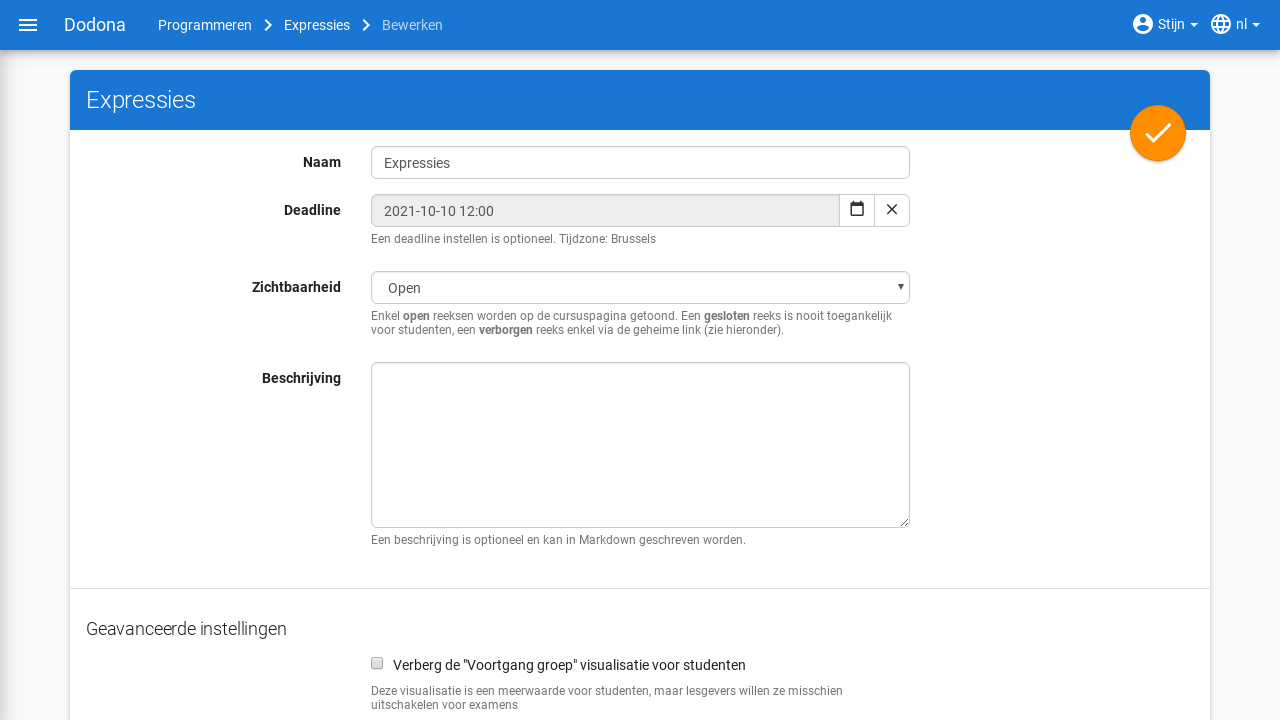 Dodona Programmeren Expressies Bewerken Stijn nl
Expressies
Naam Expressies
Deadline 2021-10-10 12:00
Een deadline instellen is optioneel. Tijdzone: Brussels
Zichtbaarheid Open
Enkel open reeksen worden op de cursuspagina getoond. Een gesloten reeks is nooit toegankelijk
voor studenten, een verborgen reeks enkel via de geheime link (zie hieronder).
Beschrijving
Een beschrijving is optioneel en kan in Markdown geschreven worden.
Geavanceerde instellingen
Verberg de "Voortgang groep" visualisatie voor studenten
Deze visualisatie is een meerwaarde voor studenten, maar lesgevers willen ze misschien
uitschakelen voor examens